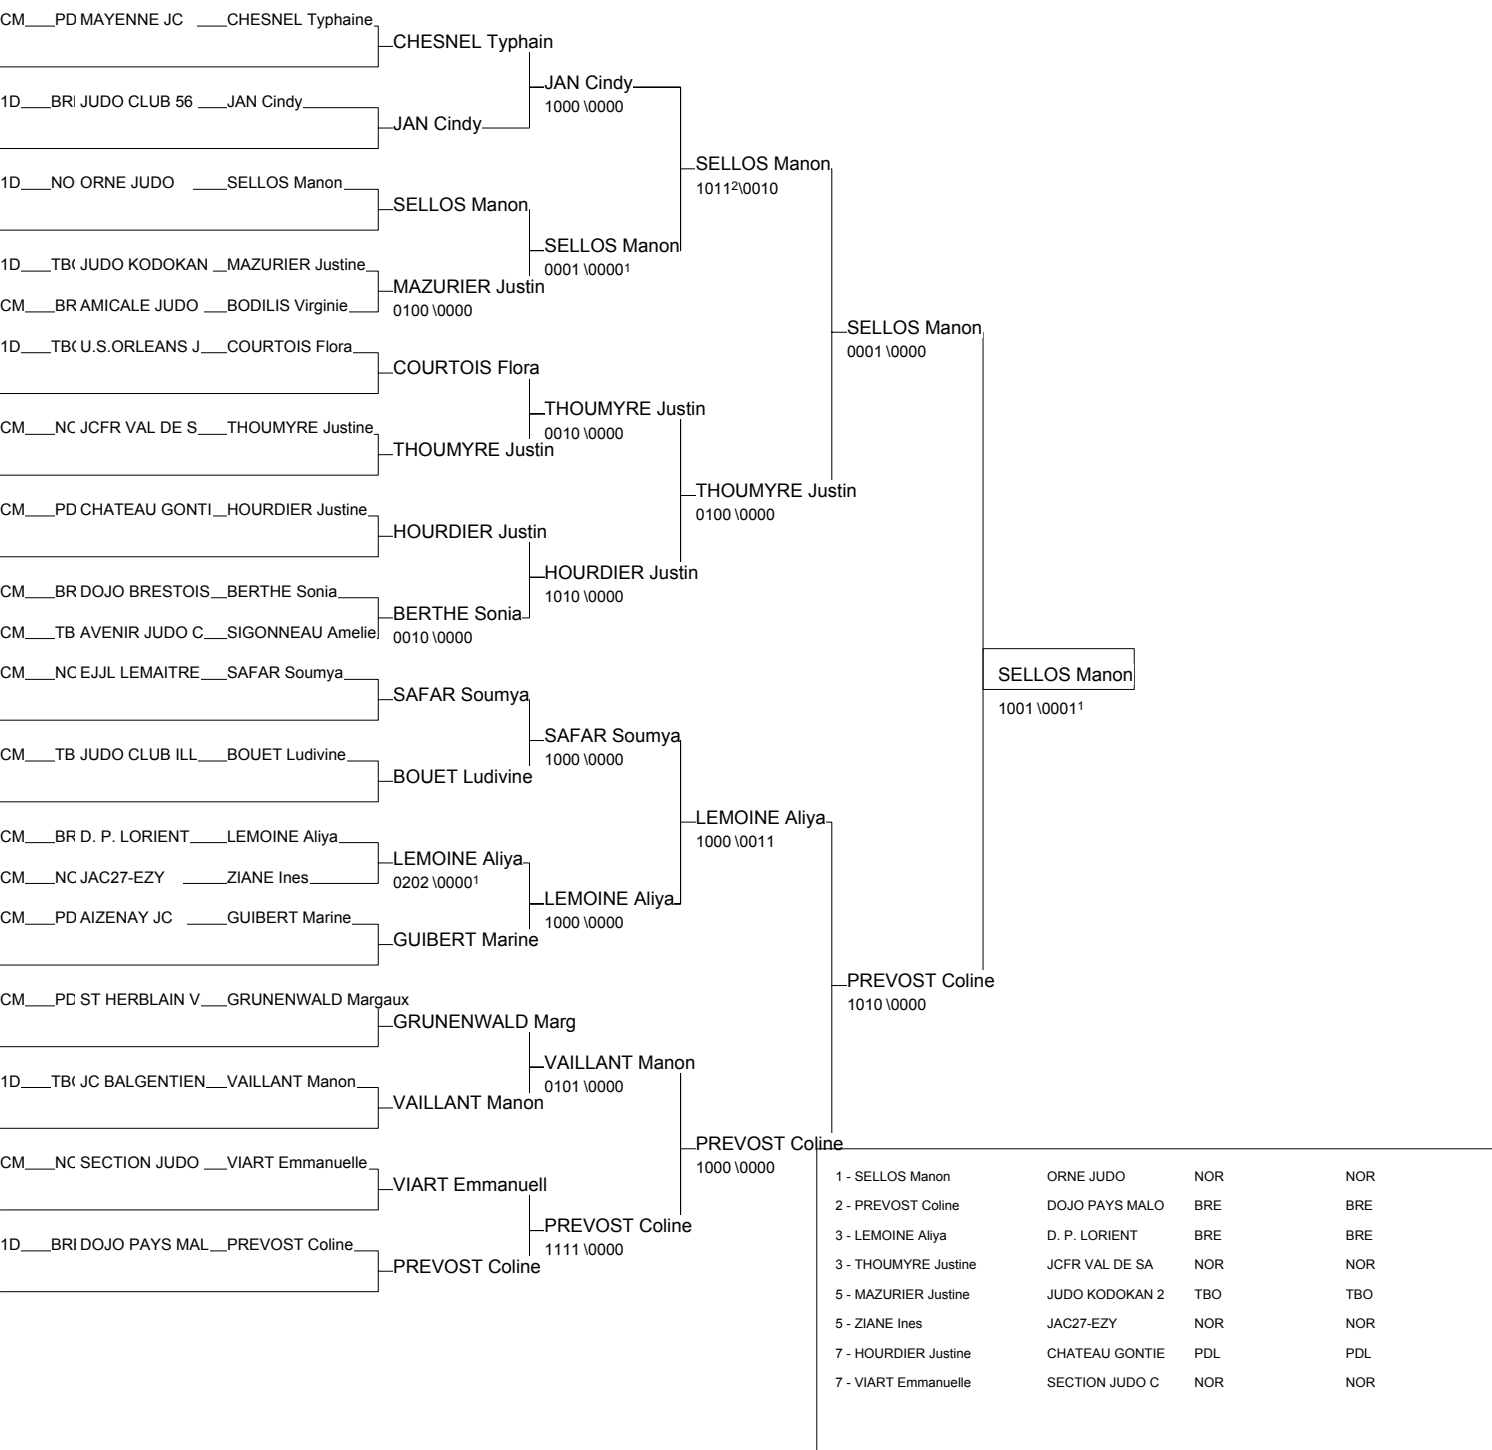 CM PD MAYENNE JC CHESNEL Typhaine
CHESNEL Typhain
JAN Cindy
1000 \0000
1D BRI JUDO CLUB 56 JAN Cindy
JAN Cindy
SELLOS Manon
1011² \0010
1D NO ORNE JUDO SELLOS Manon
SELLOS Manon
SELLOS Manon
0001 \0000¹
1D TB( JUDO KODOKAN MAZURIER Justine
MAZURIER Justin
0100 \0000
CM BR AMICALE JUDO BODILIS Virginie
SELLOS Manon
0001 \0000
1D TB( U.S.ORLEANS J COURTOIS Flora
COURTOIS Flora
THOUMYRE Justin
0010 \0000
CM NC JCFR VAL DE S THOUMYRE Justine
THOUMYRE Justin
THOUMYRE Justin
0100 \0000
CM PD CHATEAU GONTI HOURDIER Justine
HOURDIER Justin
HOURDIER Justin
1010 \0000
CM BR DOJO BRESTOIS BERTHE Sonia
BERTHE Sonia
0010 \0000
CM TB AVENIR JUDO C SIGONNEAU Amelie
SELLOS Manon
1001 \0001¹
CM NC EJJL LEMAITRE SAFAR Soumya
SAFAR Soumya
SAFAR Soumya
1000 \0000
CM TB JUDO CLUB ILL BOUET Ludivine
BOUET Ludivine
LEMOINE Aliya
1000 \0011
CM BR D. P. LORIENT LEMOINE Aliya
LEMOINE Aliya
0202 \0000¹
CM NC JAC27-EZY ZIANE Ines
LEMOINE Aliya
1000 \0000
CM PD AIZENAY JC GUIBERT Marine
GUIBERT Marine
PREVOST Coline
1010 \0000
CM PD ST HERBLAIN V GRUNENWALD Margaux
GRUNENWALD Marg
VAILLANT Manon
0101 \0000
1D TB( JC BALGENTIEN VAILLANT Manon
VAILLANT Manon
PREVOST Coline
1000 \0000
CM NC SECTION JUDO VIART Emmanuelle
VIART Emmanuell
PREVOST Coline
1111 \0000
1D BRI DOJO PAYS MAL PREVOST Coline
PREVOST Coline
1 - SELLOS Manon ORNE JUDO NOR NOR
2 - PREVOST Coline DOJO PAYS MALO BRE BRE
3 - LEMOINE Aliya D. P. LORIENT BRE BRE
3 - THOUMYRE Justine JCFR VAL DE SA NOR NOR
5 - MAZURIER Justine JUDO KODOKAN 2 TBO TBO
5 - ZIANE Ines JAC27-EZY NOR NOR
7 - HOURDIER Justine CHATEAU GONTIE PDL PDL
7 - VIART Emmanuelle SECTION JUDO C NOR NOR